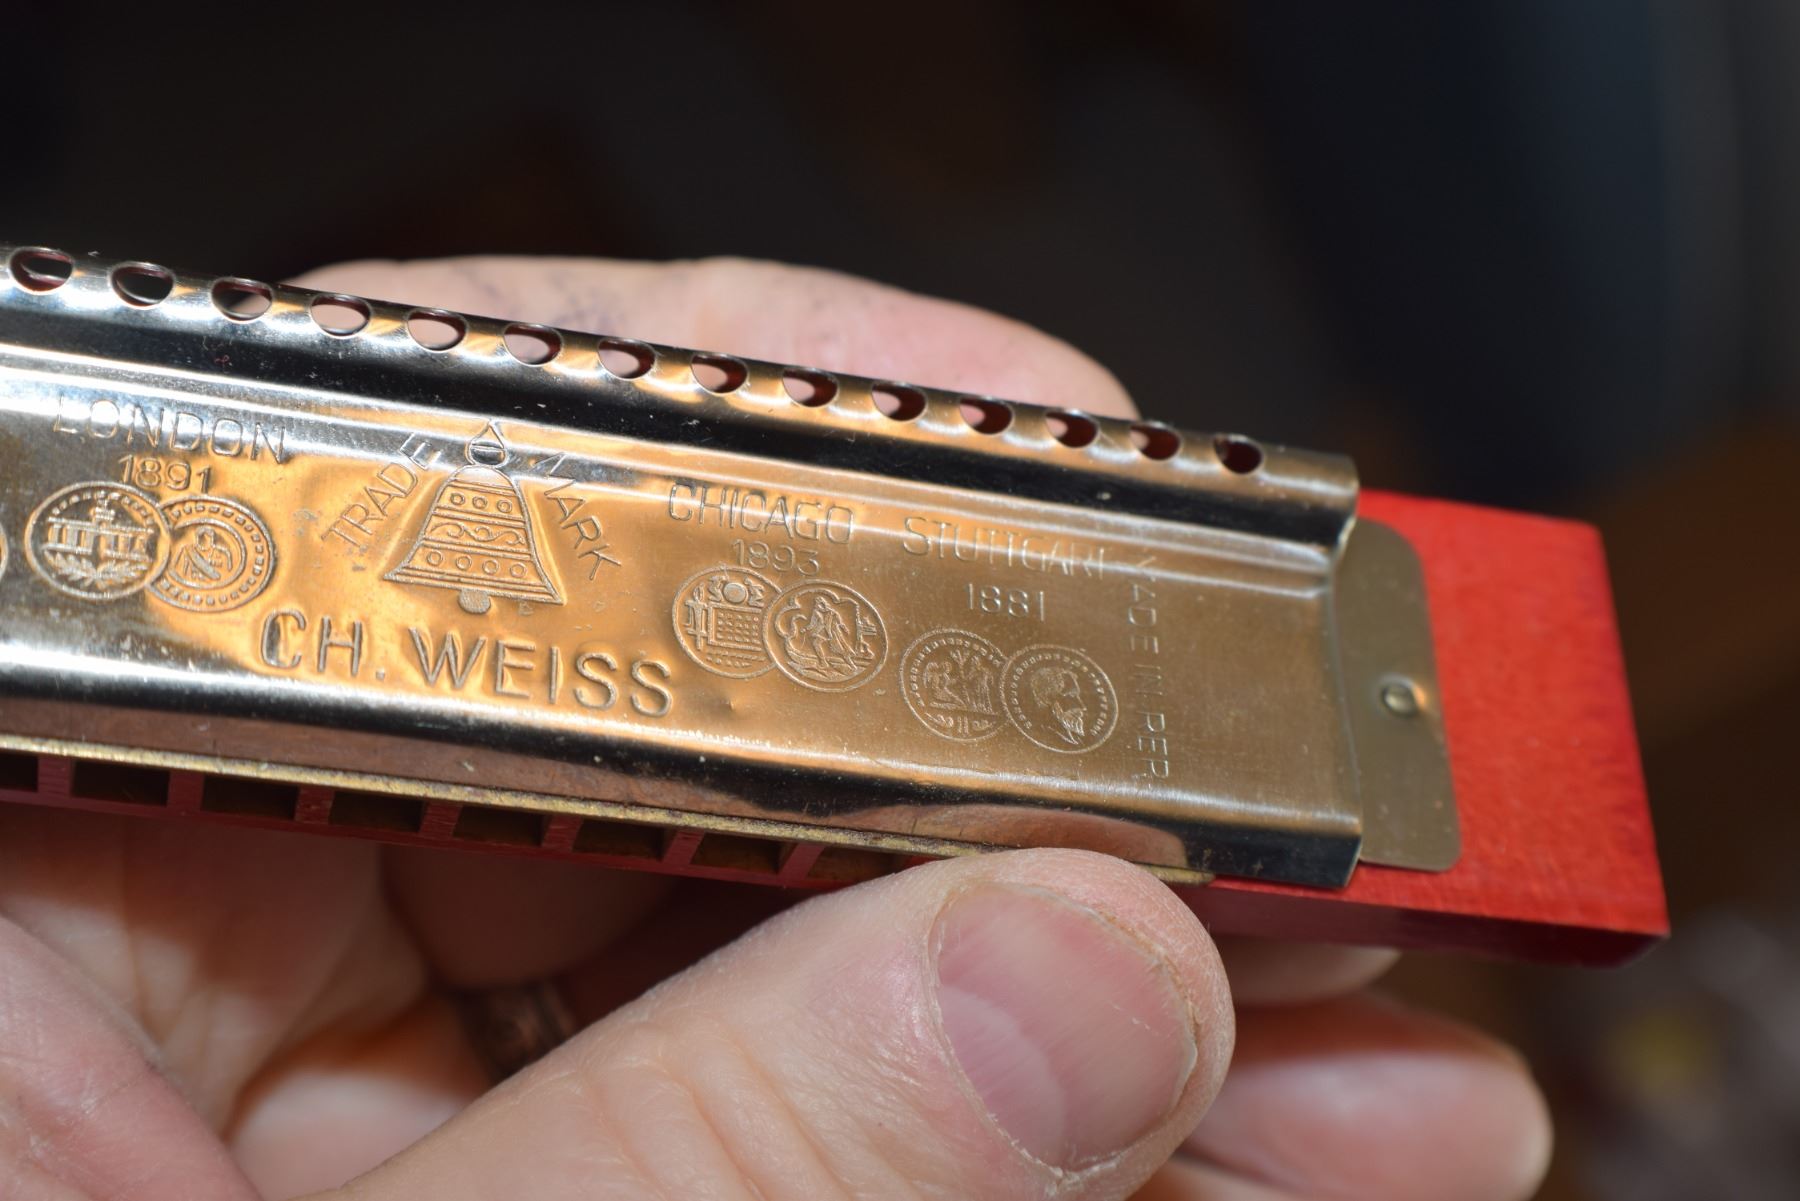 LONDON
1891
TRADE MARK
CH. WEISS
CHICAGO
1893
STUTTGART
1881
MADE IN